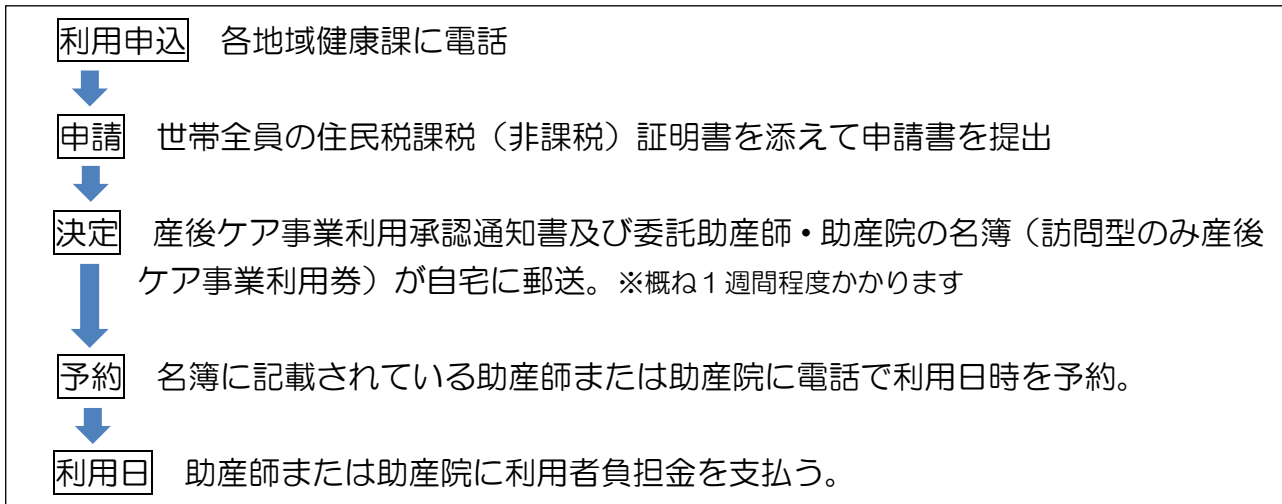 利用申込 各地域健康課に電話
申請 世帯全員の住民税課税（非課税）証明書を添えて申請書を提出
決定 産後ケア事業利用承認通知書及び委託助産師・助産院の名簿（訪問型のみ産後
ケア事業利用券）が自宅に郵送。※概ね１週間程度かかります
予約 名簿に記載されている助産師または助産院に電話で利用日時を予約。
利用日 助産師または助産院に利用者負担金を支払う。